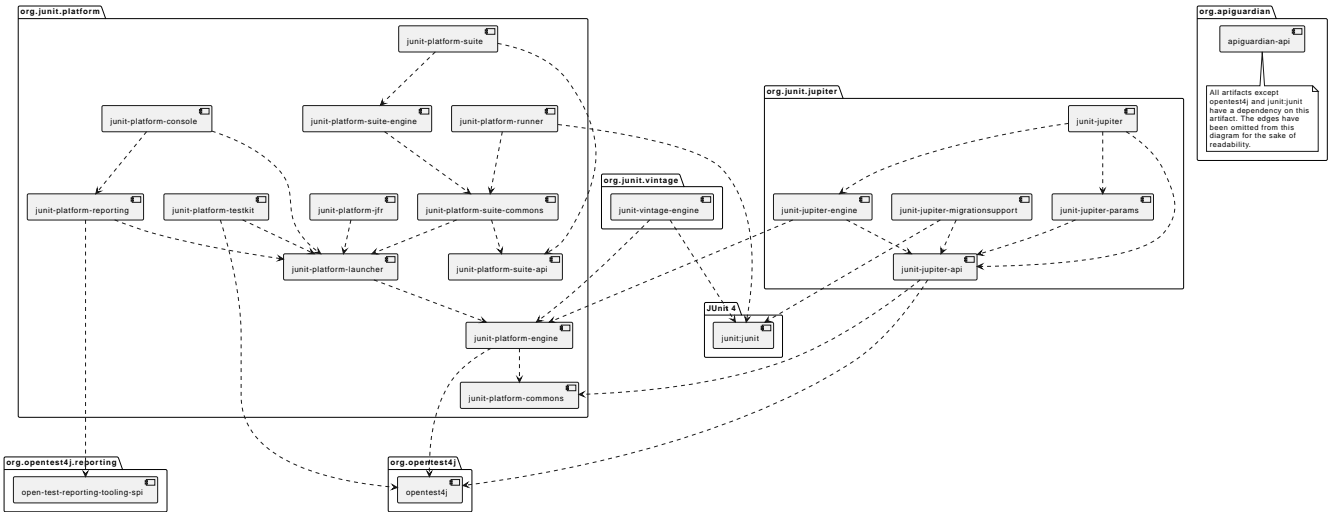 org.junit.platform
junit-platform-suite
junit-platform-console
junit-platform-suite-engine
junit-platform-runner
junit-platform-reporting
junit-platform-testkit
junit-platform-jfr
junit-platform-suite-commons
junit-platform-launcher
junit-platform-suite-api
junit-platform-engine
junit-platform-commons
org.junit.vintage
junit-vintage-engine
JUnit 4
junit:junit
org.junit.jupiter
junit-jupiter
junit-jupiter-engine
junit-jupiter-migrationsupport
junit-jupiter-params
junit-jupiter-api
org.apiguardian
apiguardian-api
All artifacts except
opentest4j and junit:junit
have a dependency on this
artifact. The edges have
been omitted from this
diagram for the sake of
readability.
org.opentest4j.reporting
open-test-reporting-tooling-spi
org.opentest4j
opentest4j